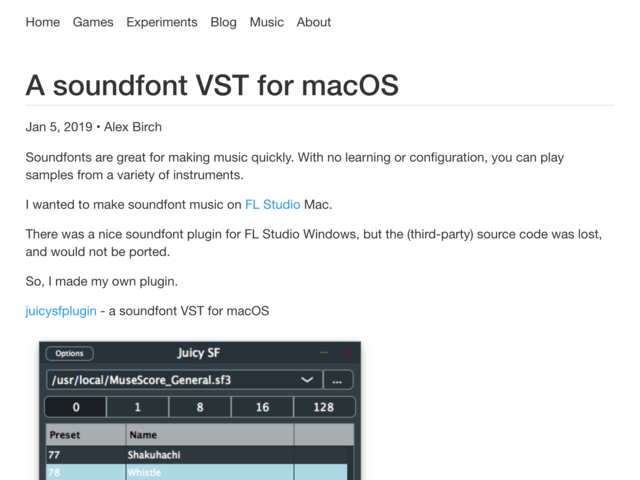 Home Games Experiments Blog Music About
A soundfont VST for macOS
Jan 5, 2019 • Alex Birch
Soundfonts are great for making music quickly. With no learning or configuration, you can play
samples from a variety of instruments.
I wanted to make soundfont music on FL Studio Mac.
There was a nice soundfont plugin for FL Studio Windows, but the (third-party) source code was lost,
and would not be ported.
So, I made my own plugin.
juicysfplugin - a soundfont VST for macOS
Options Juicy SF
/usr/local/MuseScore_General.sf3 ...
0 1 8 16 128
Preset Name
77 Shakuhachi
78 Whistle